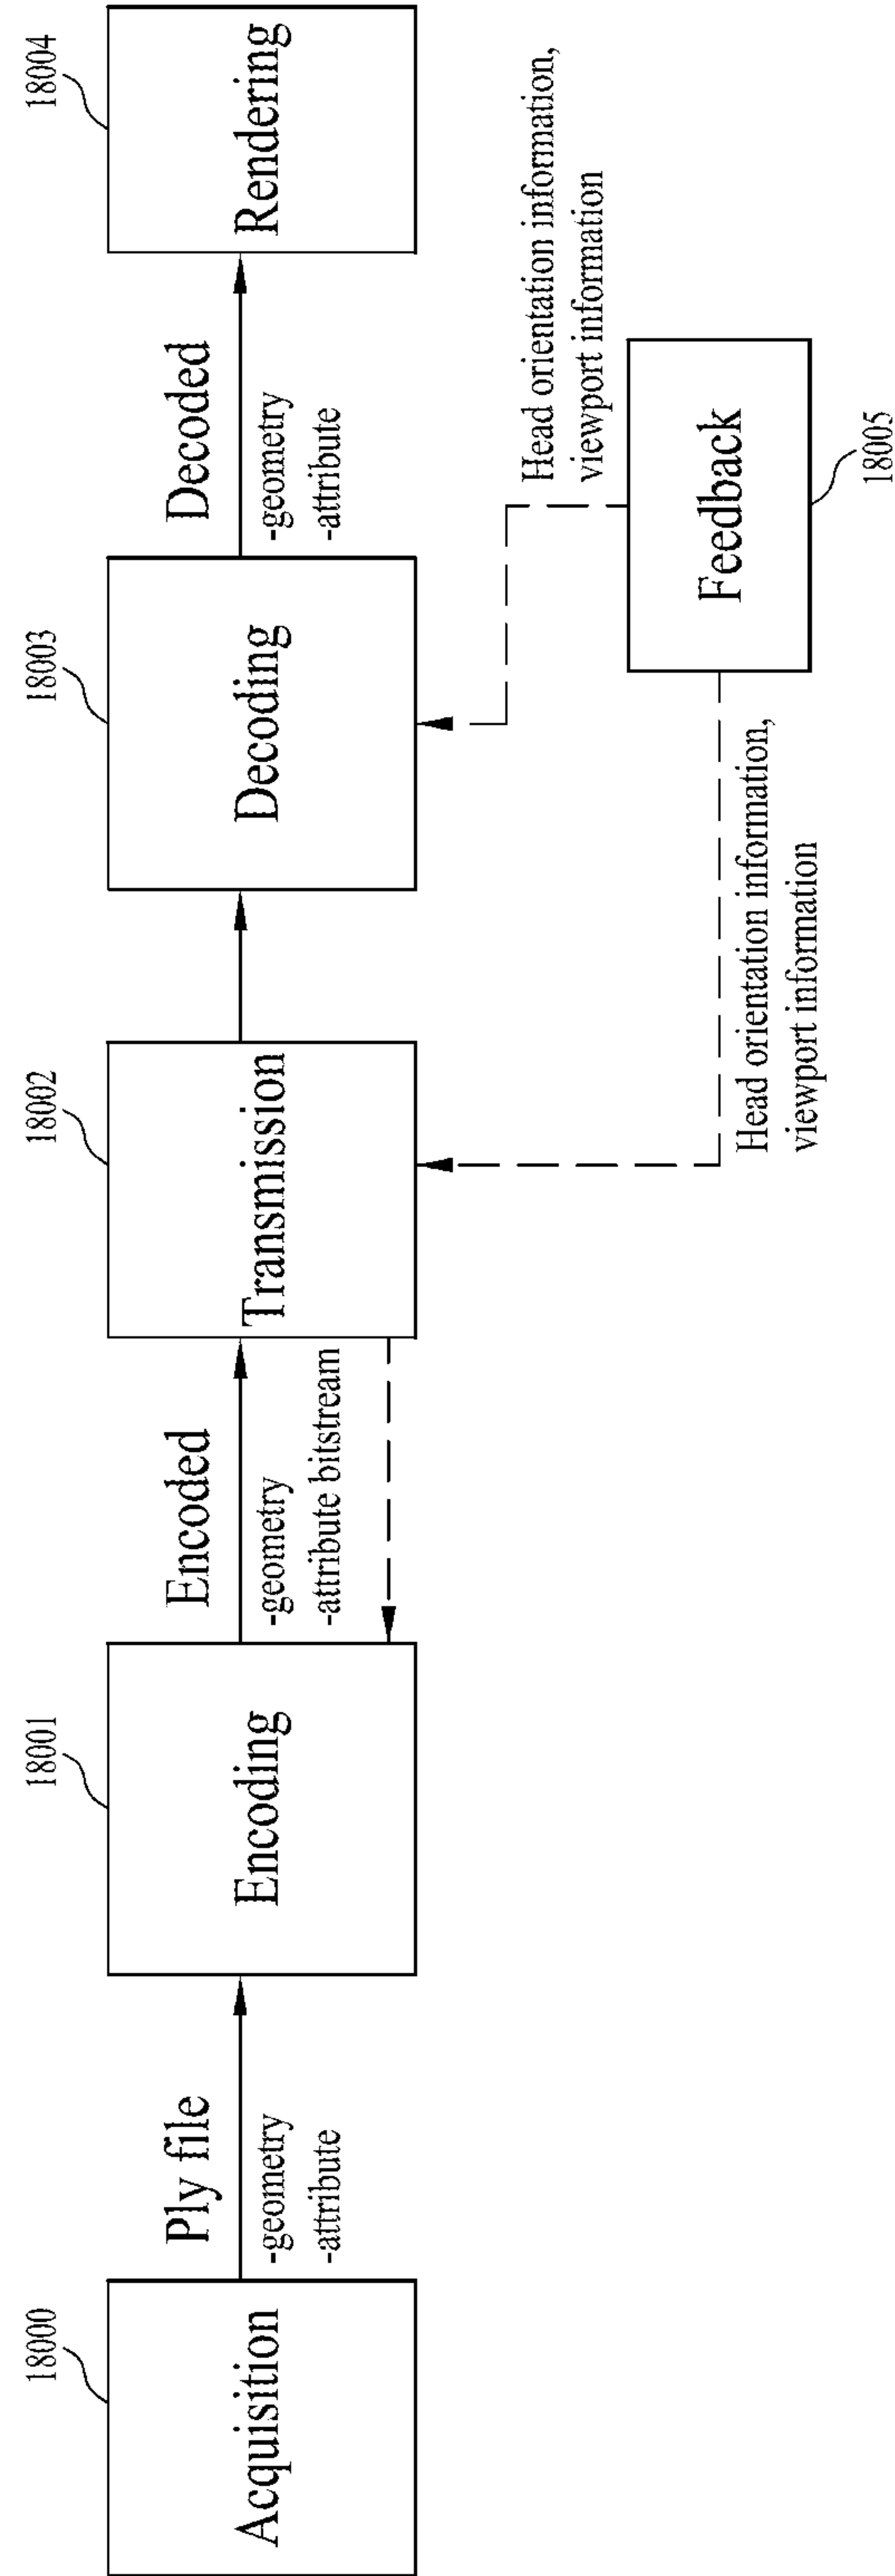 18000
Acquisition
Ply file
-geometry
-attribute
18001
Encoding
Encoded
-geometry
-attribute bitstream
18002
Transmission
18003
Decoding
Decoded
-geometry
-attribute
18004
Rendering
Head orientation information,
viewport information
Head orientation information,
viewport information
Feedback
18005